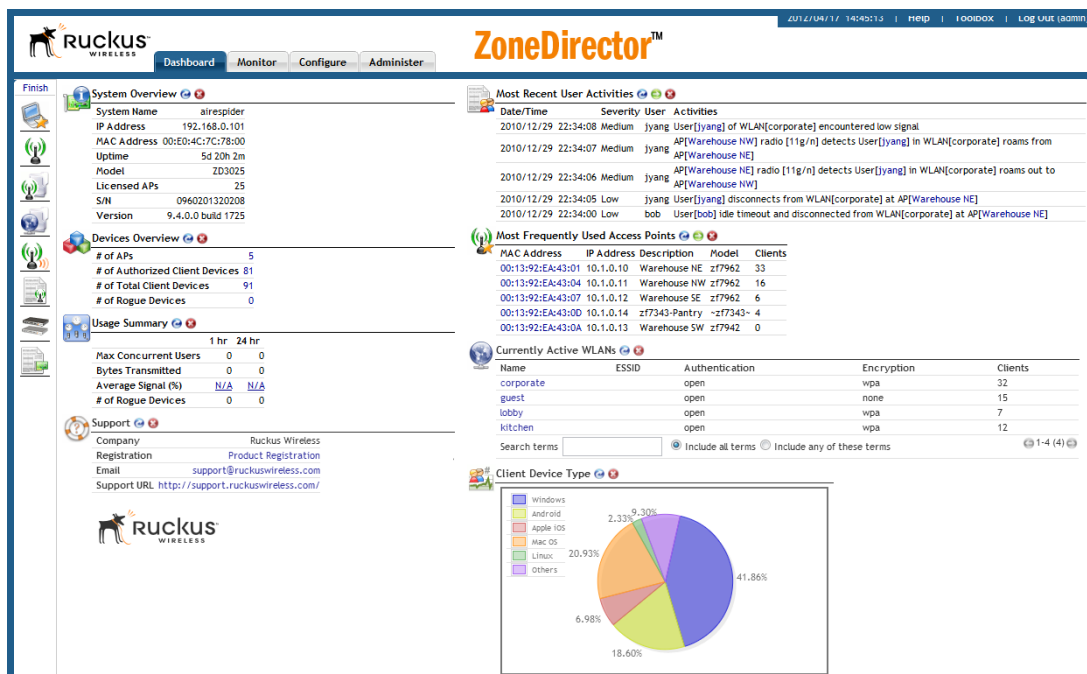 2012/04/17 14:45:13 | Help | Toolbox | Log Out (admin
Ruckus
WIRELESS
ZoneDirector™
Dashboard Monitor Configure Administer
Finish
System Overview
System Name airespider
IP Address 192.168.0.101
MAC Address 00:E0:4C:7C:78:00
Uptime 5d 20h 2m
Model ZD3025
Licensed APs 25
S/N 0960201320208
Version 9.4.0.0 build 1725
Devices Overview
# of APs 5
# of Authorized Client Devices 81
# of Total Client Devices 91
# of Rogue Devices 0
Usage Summary
1 hr 24 hr
Max Concurrent Users 0 0
Bytes Transmitted 0 0
Average Signal (%) N/A N/A
# of Rogue Devices 0 0
Support
Company Ruckus Wireless
Registration Product Registration
Email support@ruckuswireless.com
Support URL http://support.ruckuswireless.com/
Ruckus
WIRELESS
Most Recent User Activities
Date/Time Severity User Activities
2010/12/29 22:34:08 Medium jyang User[jyang] of WLAN[corporate] encountered low signal
2010/12/29 22:34:07 Medium jyang AP[Warehouse NW] radio [11g/n] detects User[jyang] in WLAN[corporate] roams from
AP[Warehouse NE]
2010/12/29 22:34:06 Medium jyang AP[Warehouse NE] radio [11g/n] detects User[jyang] in WLAN[corporate] roams out to
AP[Warehouse NW]
2010/12/29 22:34:05 Low jyang User[jyang] disconnects from WLAN[corporate] at AP[Warehouse NE]
2010/12/29 22:34:00 Low bob User[bob] idle timeout and disconnected from WLAN[corporate] at AP[Warehouse NE]
Most Frequently Used Access Points
MAC Address IP Address Description Model Clients
00:13:92:EA:43:01 10.1.0.10 Warehouse NE zf7962 33
00:13:92:EA:43:04 10.1.0.11 Warehouse NW zf7962 16
00:13:92:EA:43:07 10.1.0.12 Warehouse SE zf7962 6
00:13:92:EA:43:0D 10.1.0.14 zf7343-Pantry ~zf7343~ 4
00:13:92:EA:43:0A 10.1.0.13 Warehouse SW zf7942 0
Currently Active WLANs
Name ESSID Authentication Encryption Clients
corporate open wpa 32
guest open none 15
lobby open wpa 7
kitchen open wpa 12
Search terms Include all terms Include any of these terms 1-4 (4)
Client Device Type
Windows
Android
Apple iOS
Mac OS
Linux
Others
9.30%
2.33%
20.93%
41.86%
6.98%
18.60%